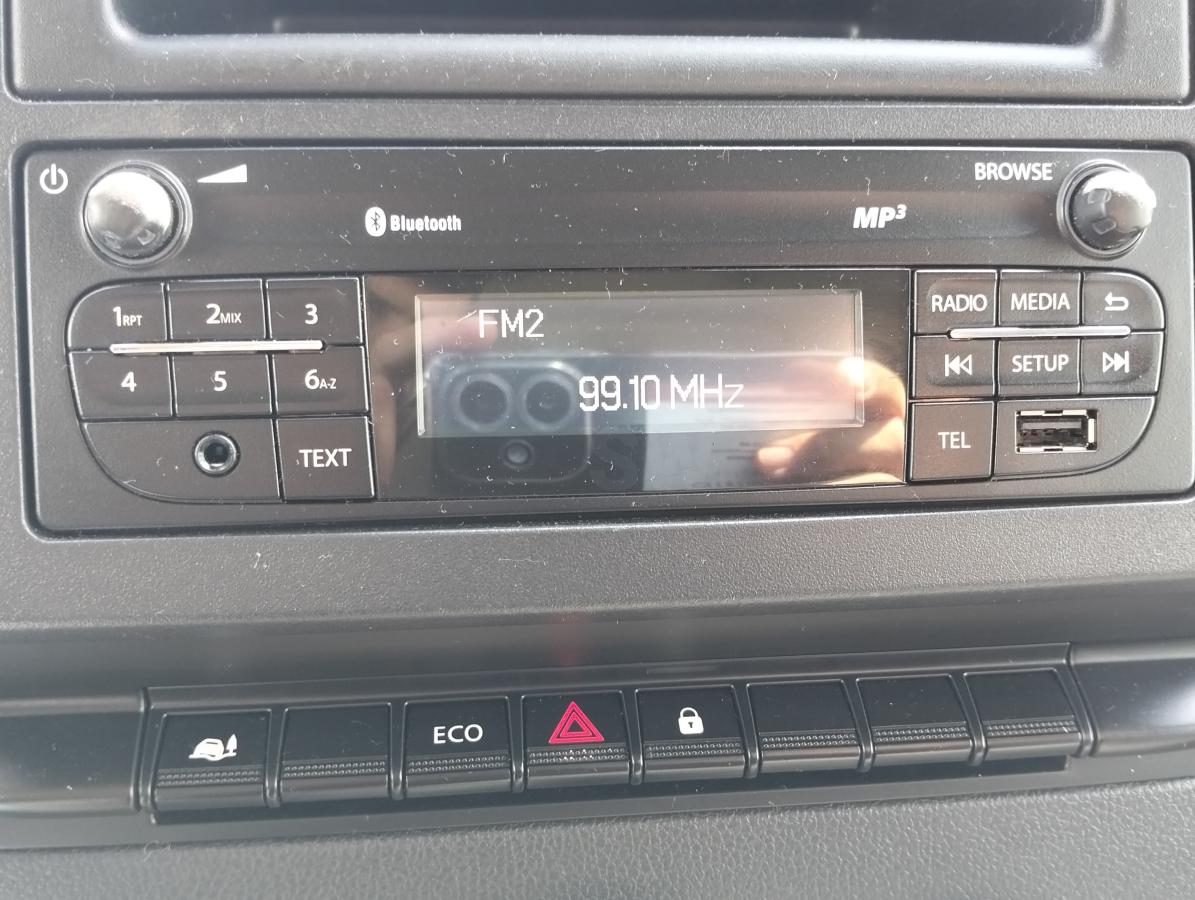 BROWSE
Bluetooth
MP3
1RPT 2MIX 3
4 5 6A-Z
TEXT
FM2
99.10 MHz
RADIO MEDIA
SETUP
TEL
ECO